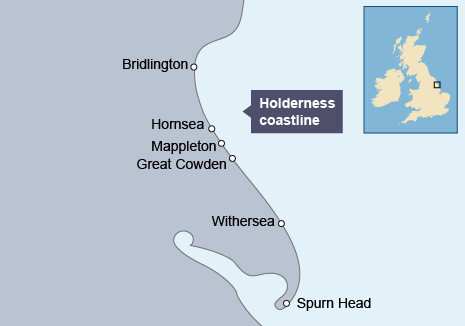 Bridlington
Holderness
coastline
Hornsea
Mappleton
Great Cowden
Withersea
Spurn Head